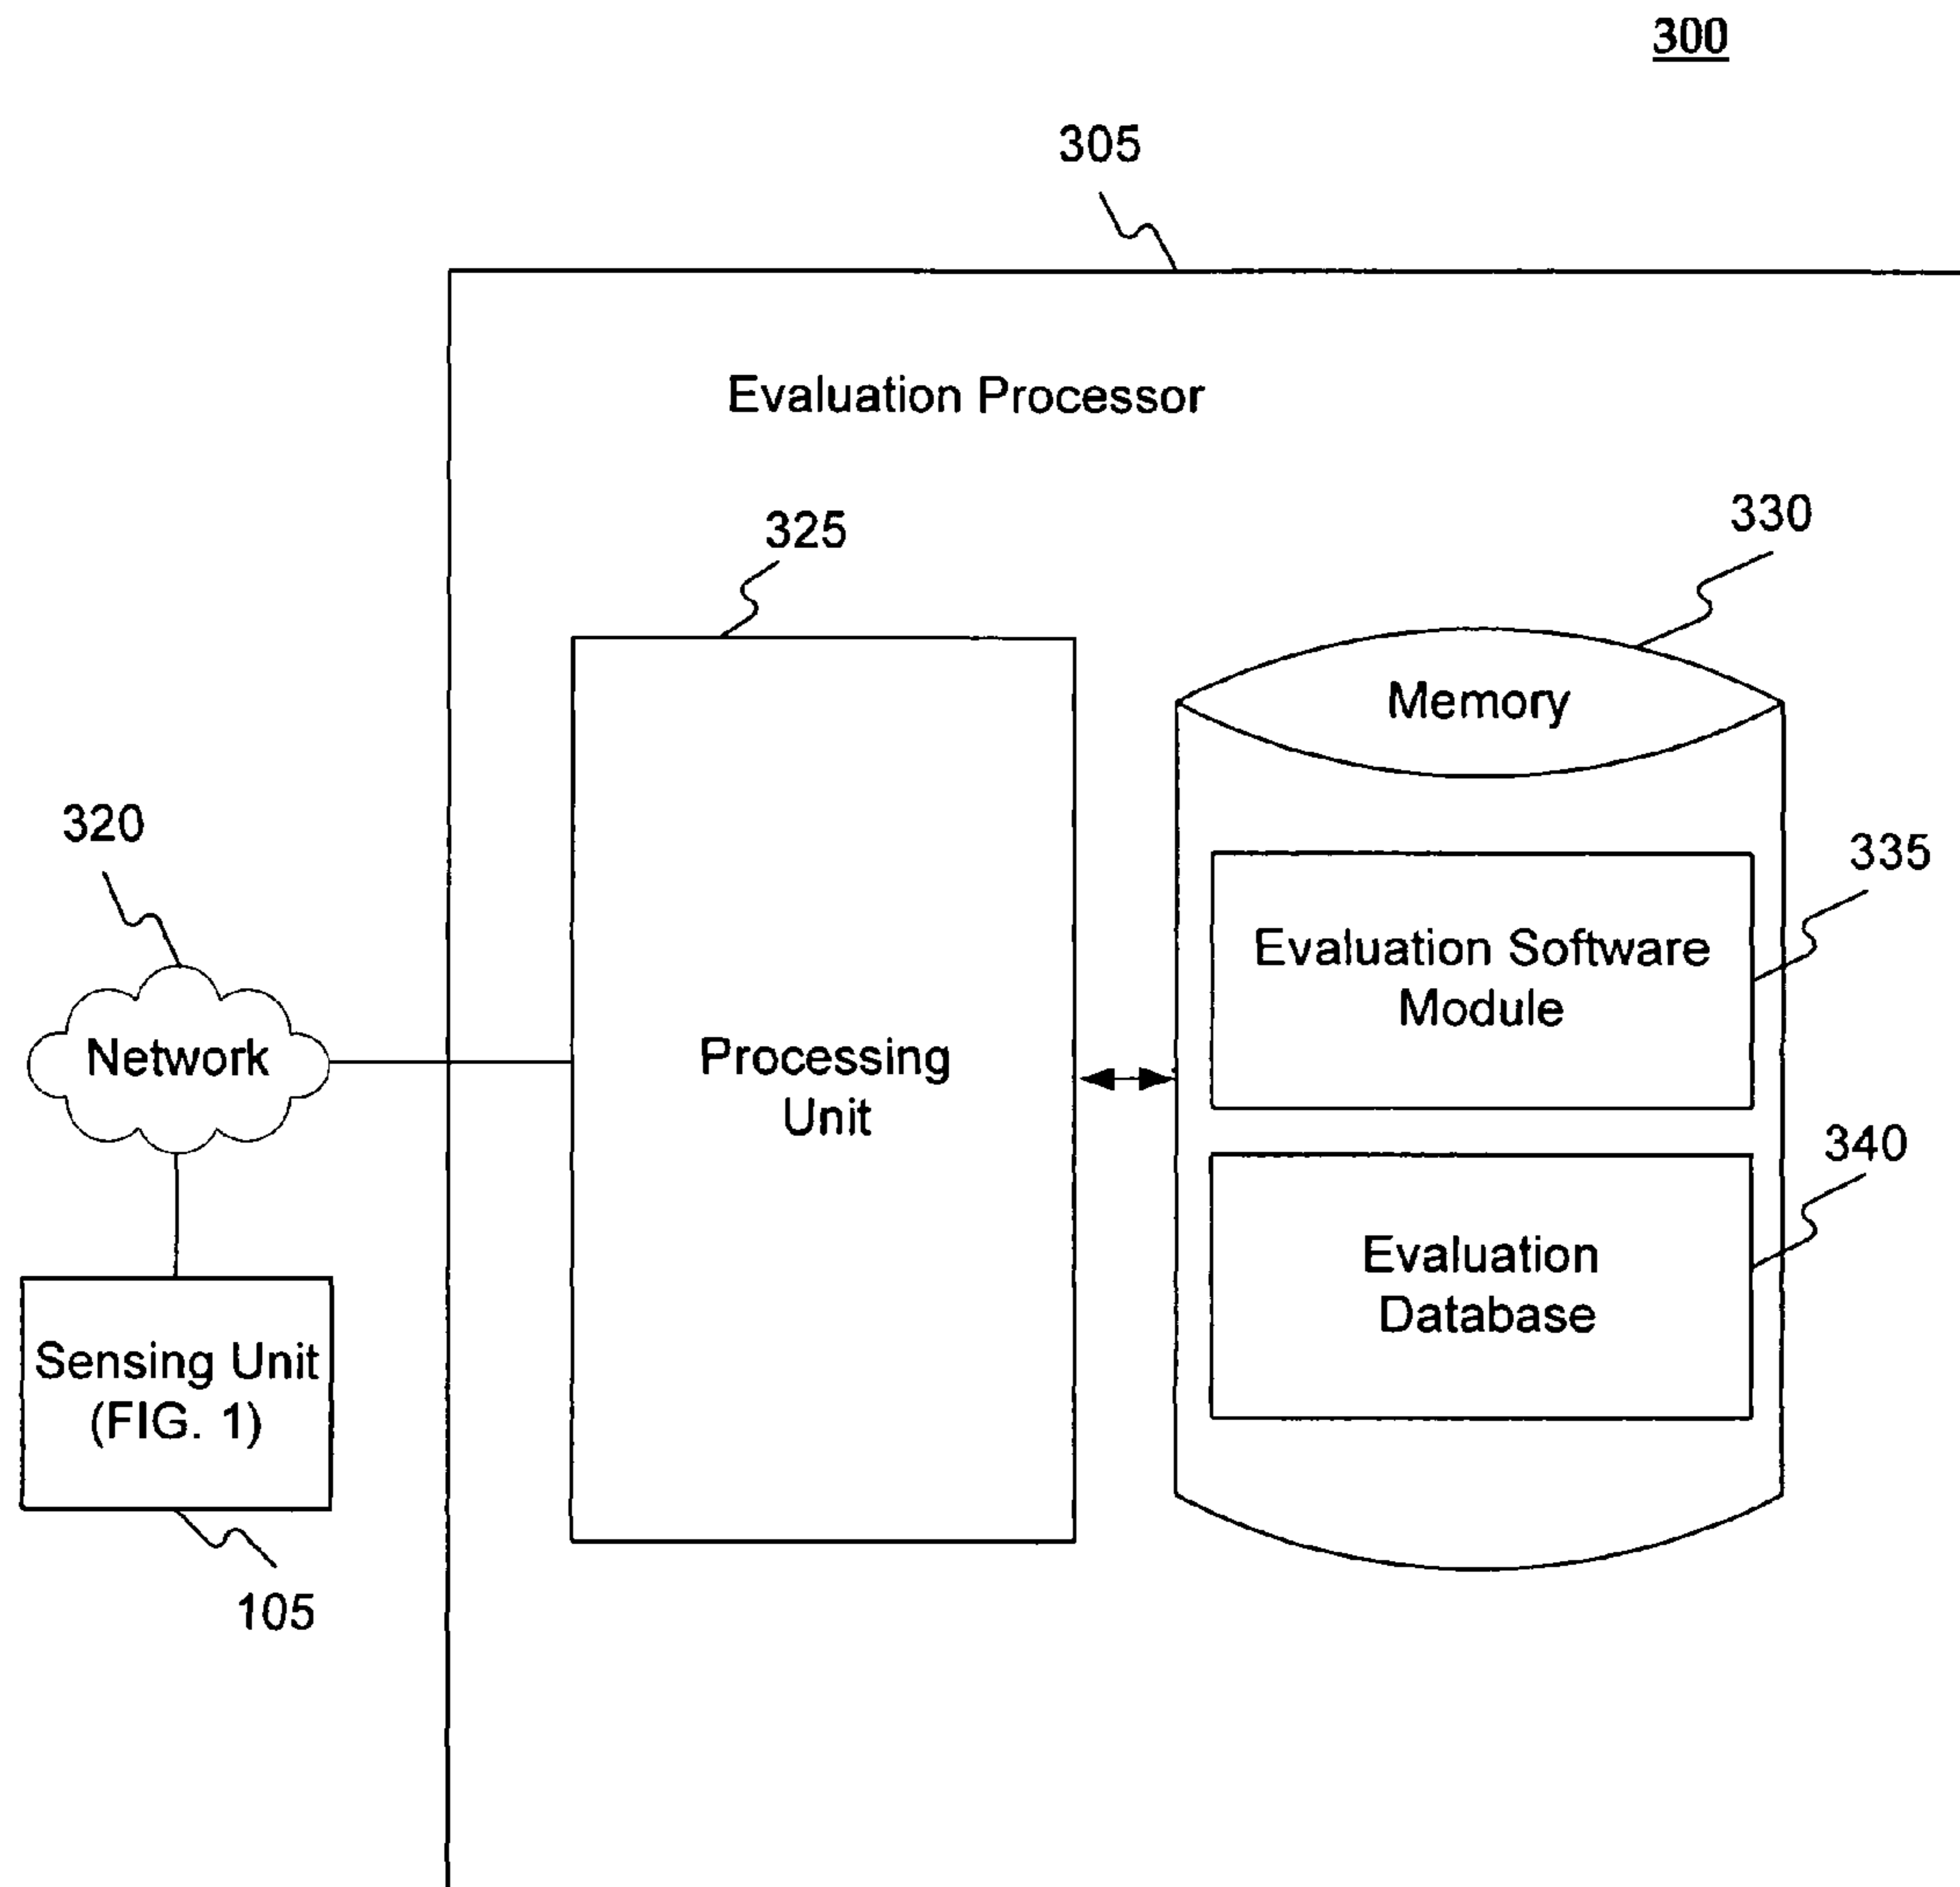 300
305
Evaluation Processor
325
330
Memory
320
335
Evaluation Software
Module
Network
Processing
Unit
340
Evaluation
Database
Sensing Unit
(FIG. 1)
105